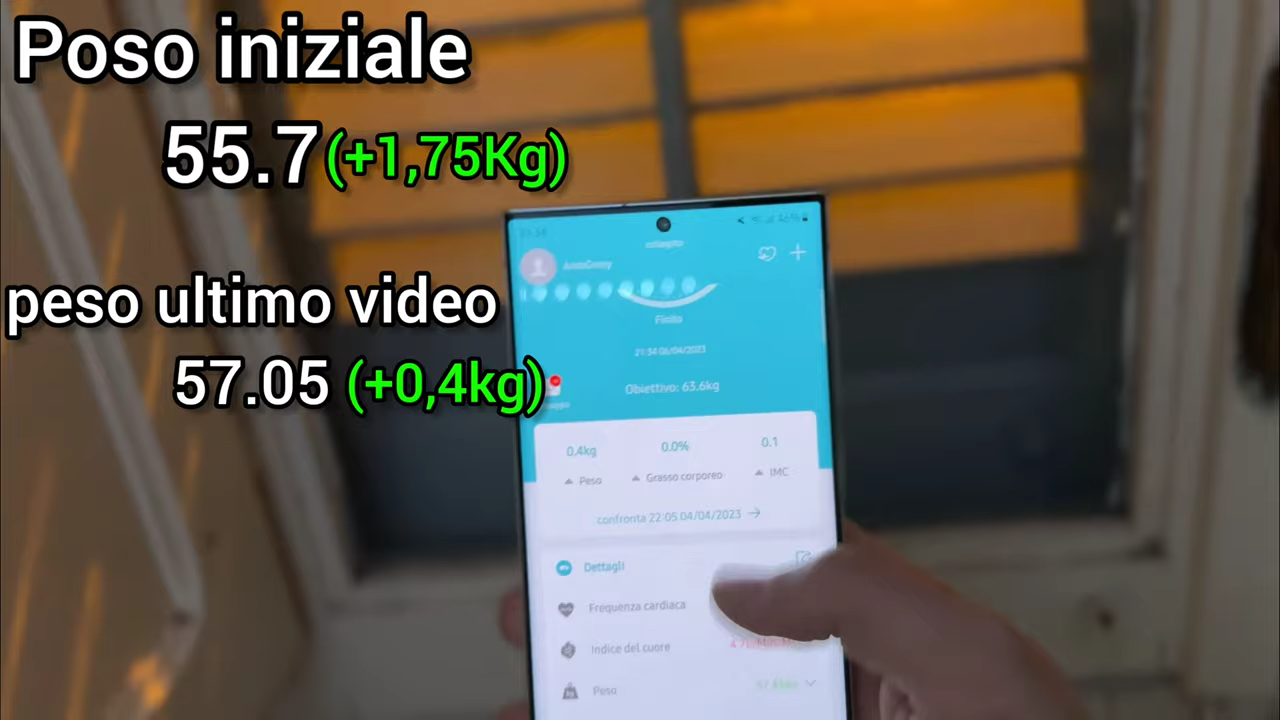 Poso iniziale
55.7(+1,75Kg)
peso ultimo video
57.05 (+0,4kg)
46%
Finito
21:34 06/04/2023
Obiettivo: 63.6kg
0.4kg 0.0% 0.1
Peso Grasso corporeo IMC
confronta 22:05 04/04/2023
Dettagli
Frequenza cardiaca
Indice del cuore
Peso